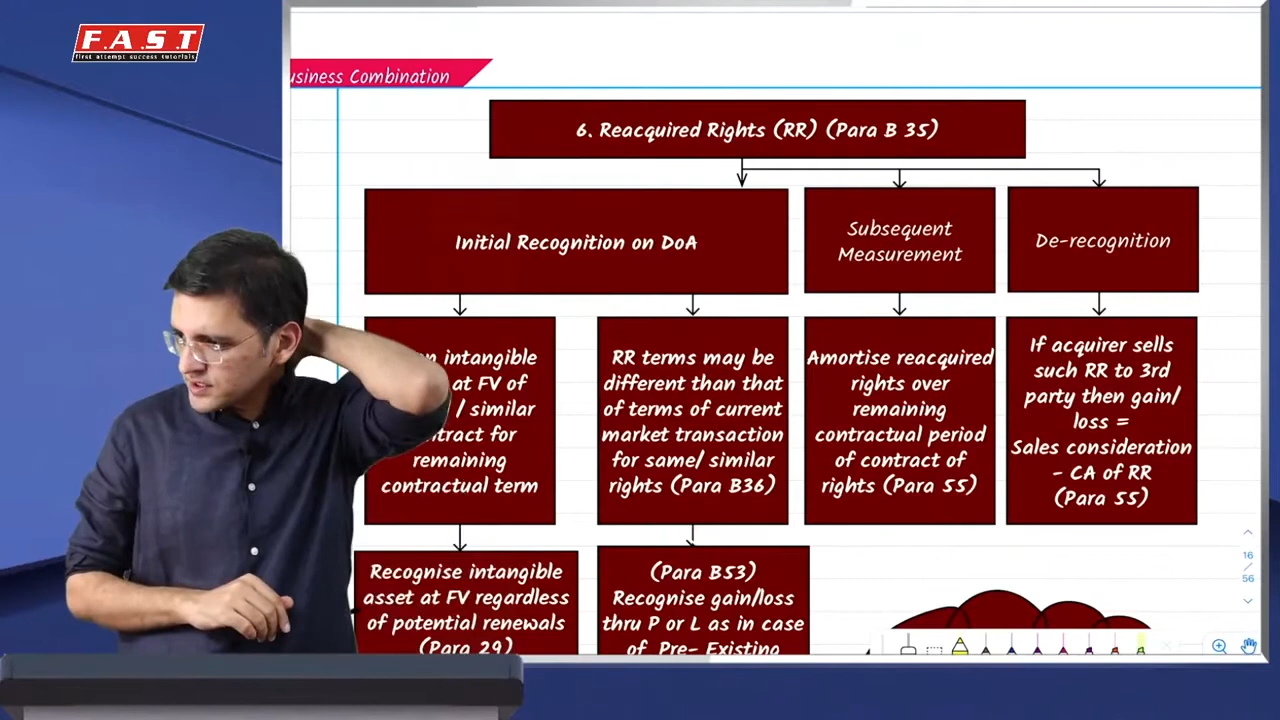 F.A.S.T
first attempt success tutorials
usiness Combination
6. Reacquired Rights (RR) (Para B 35)
Initial Recognition on DoA
Subsequent
Measurement
De-recognition
intangible
at FV of
/ similar
ntract for
remaining
contractual term
RR terms may be
different than that
of terms of current
market transaction
for same/ similar
rights (Para B36)
Amortise reacquired
rights over
remaining
contractual period
of contract of
rights (Para 55)
If acquirer sells
such RR to 3rd
party then gain/
loss =
Sales consideration
- CA of RR
(Para 55)
Recognise intangible
asset at FV regardless
of potential renewals
(Para 29)
(Para B53)
Recognise gain/loss
thru P or L as in case
of Pre- Existing
16
/
56